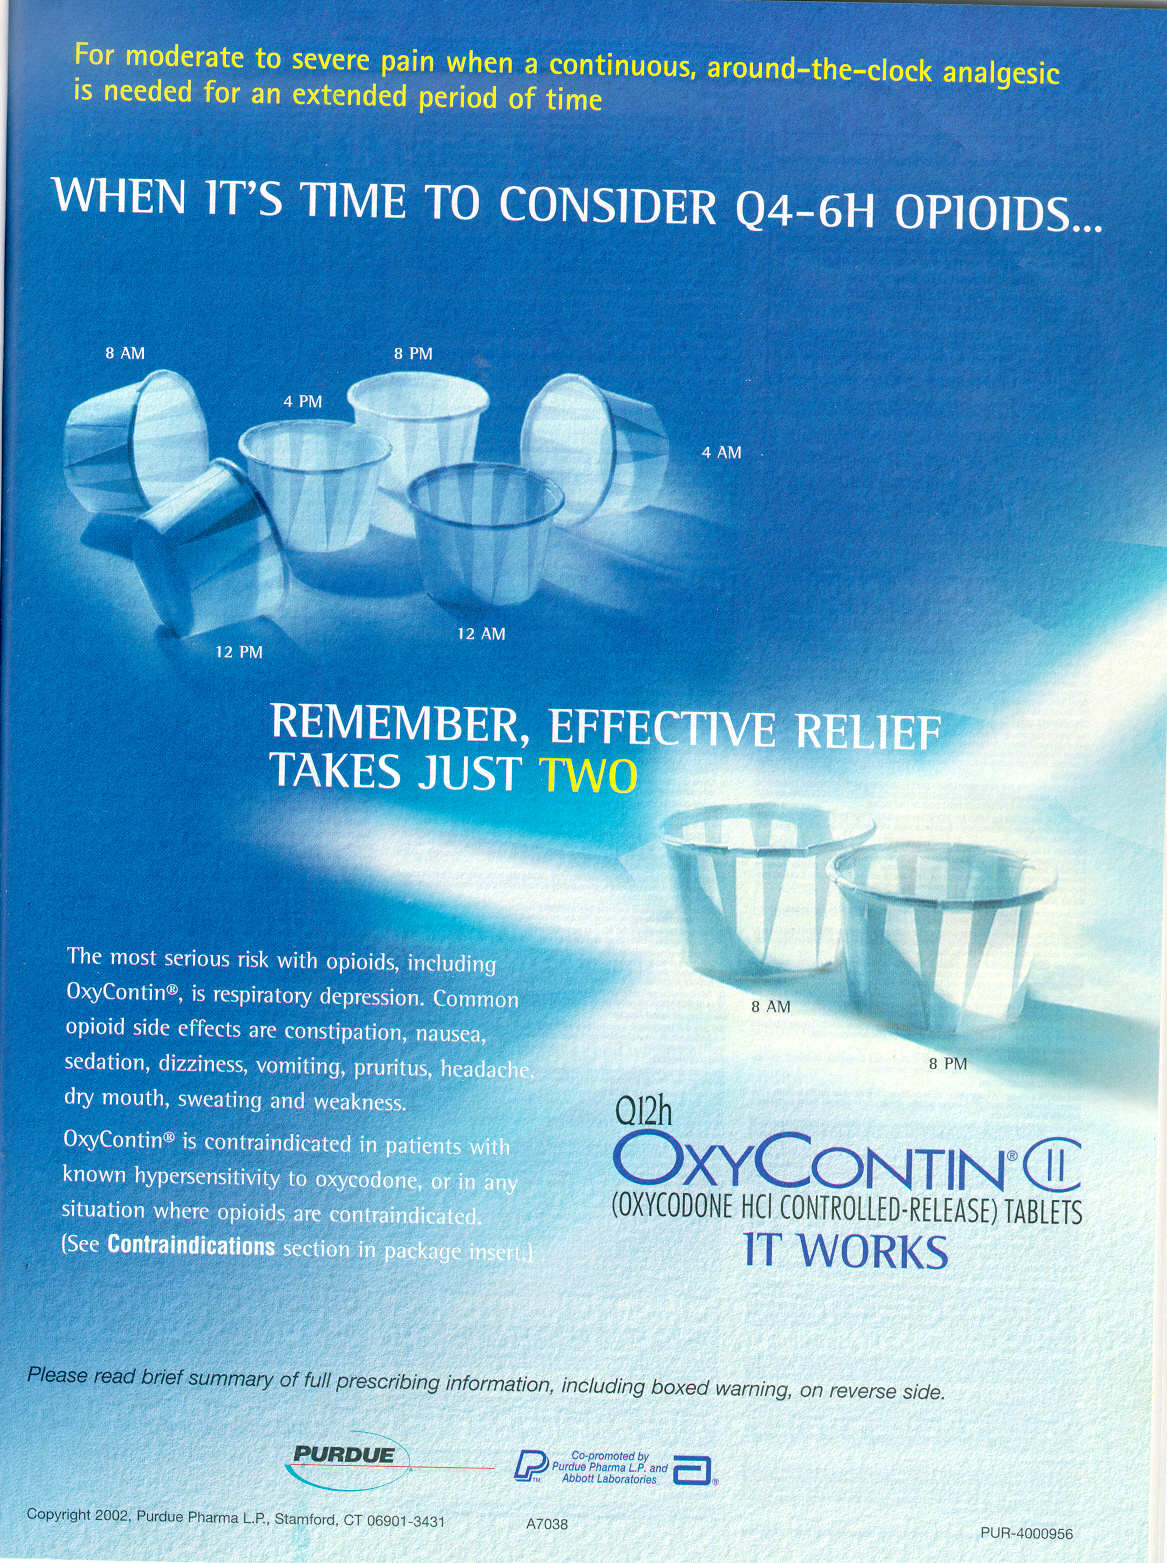 For moderate to severe pain when a continuous, around-the-clock analgesic
is needed for an extended period of time
WHEN IT'S TIME TO CONSIDER Q4-6H OPIOIDS...
8 AM
8 PM
4 PM
4 AM
12 AM
12 PM
REMEMBER, EFFECTIVE RELIEF
TAKES JUST TWO
The most serious risk with opioids, including
OxyContin®, is respiratory depression. Common
opioid side effects are constipation, nausea,
sedation, dizziness, vomiting, pruritus, headache,
dry mouth, sweating and weakness.
OxyContin® is contraindicated in patients with
known hypersensitivity to oxycodone, or in any
situation where opioids are contraindicated.
(See Contraindications section in package insert.)
8 AM
8 PM
Q12h
OXYCONTIN® CII
(OXYCODONE HCl CONTROLLED-RELEASE) TABLETS
IT WORKS
Please read brief summary of full prescribing information, including boxed warning, on reverse side.
PURDUE
Co-promoted by
Purdue Pharma L.P. and
Abbott Laboratories
Copyright 2002, Purdue Pharma L.P., Stamford, CT 06901-3431
A7038
PUR-4000956